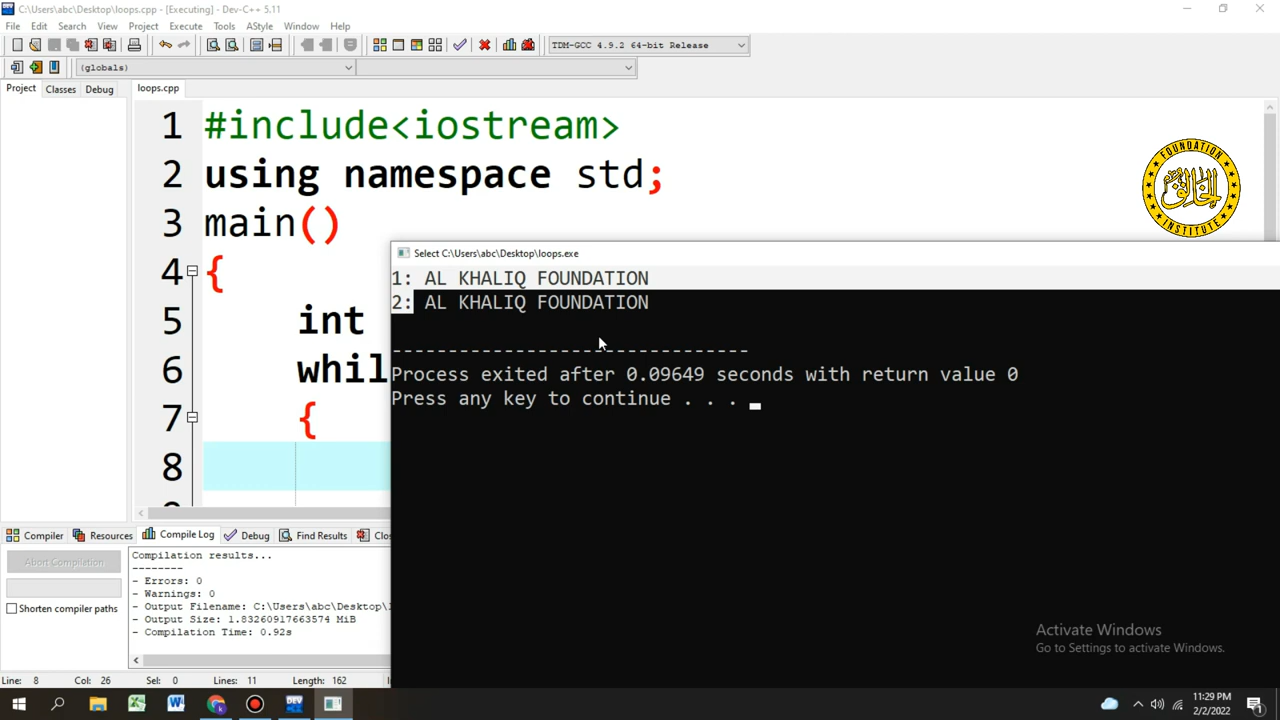 C:\Users\abc\Desktop\loops.cpp - [Executing] - Dev-C++ 5.11
File Edit Search View Project Execute Tools AStyle Window Help
TDM-GCC 4.9.2 64-bit Release
(globals)
Project Classes Debug loops.cpp
1 #include<iostream>
2 using namespace std;
3 main()
4 {
5 int
6 whil
7 {
8
FOUNDATION
الخالق
INSTITUTE
Select C:\Users\abc\Desktop\loops.exe
1: AL KHALIQ FOUNDATION
2: AL KHALIQ FOUNDATION
--------------------------------
Process exited after 0.09649 seconds with return value 0
Press any key to continue . . .
Compiler Resources Compile Log Debug Find Results Clo
Abort Compilation
Shorten compiler paths
Compilation results...
--------
- Errors: 0
- Warnings: 0
- Output Filename: C:\Users\abc\Desktop\
- Output Size: 1.83260917663574 MiB
- Compilation Time: 0.92s
Activate Windows
Go to Settings to activate Windows.
Line: 8 Col: 26 Sel: 0 Lines: 11 Length: 162
11:29 PM
2/2/2022
1